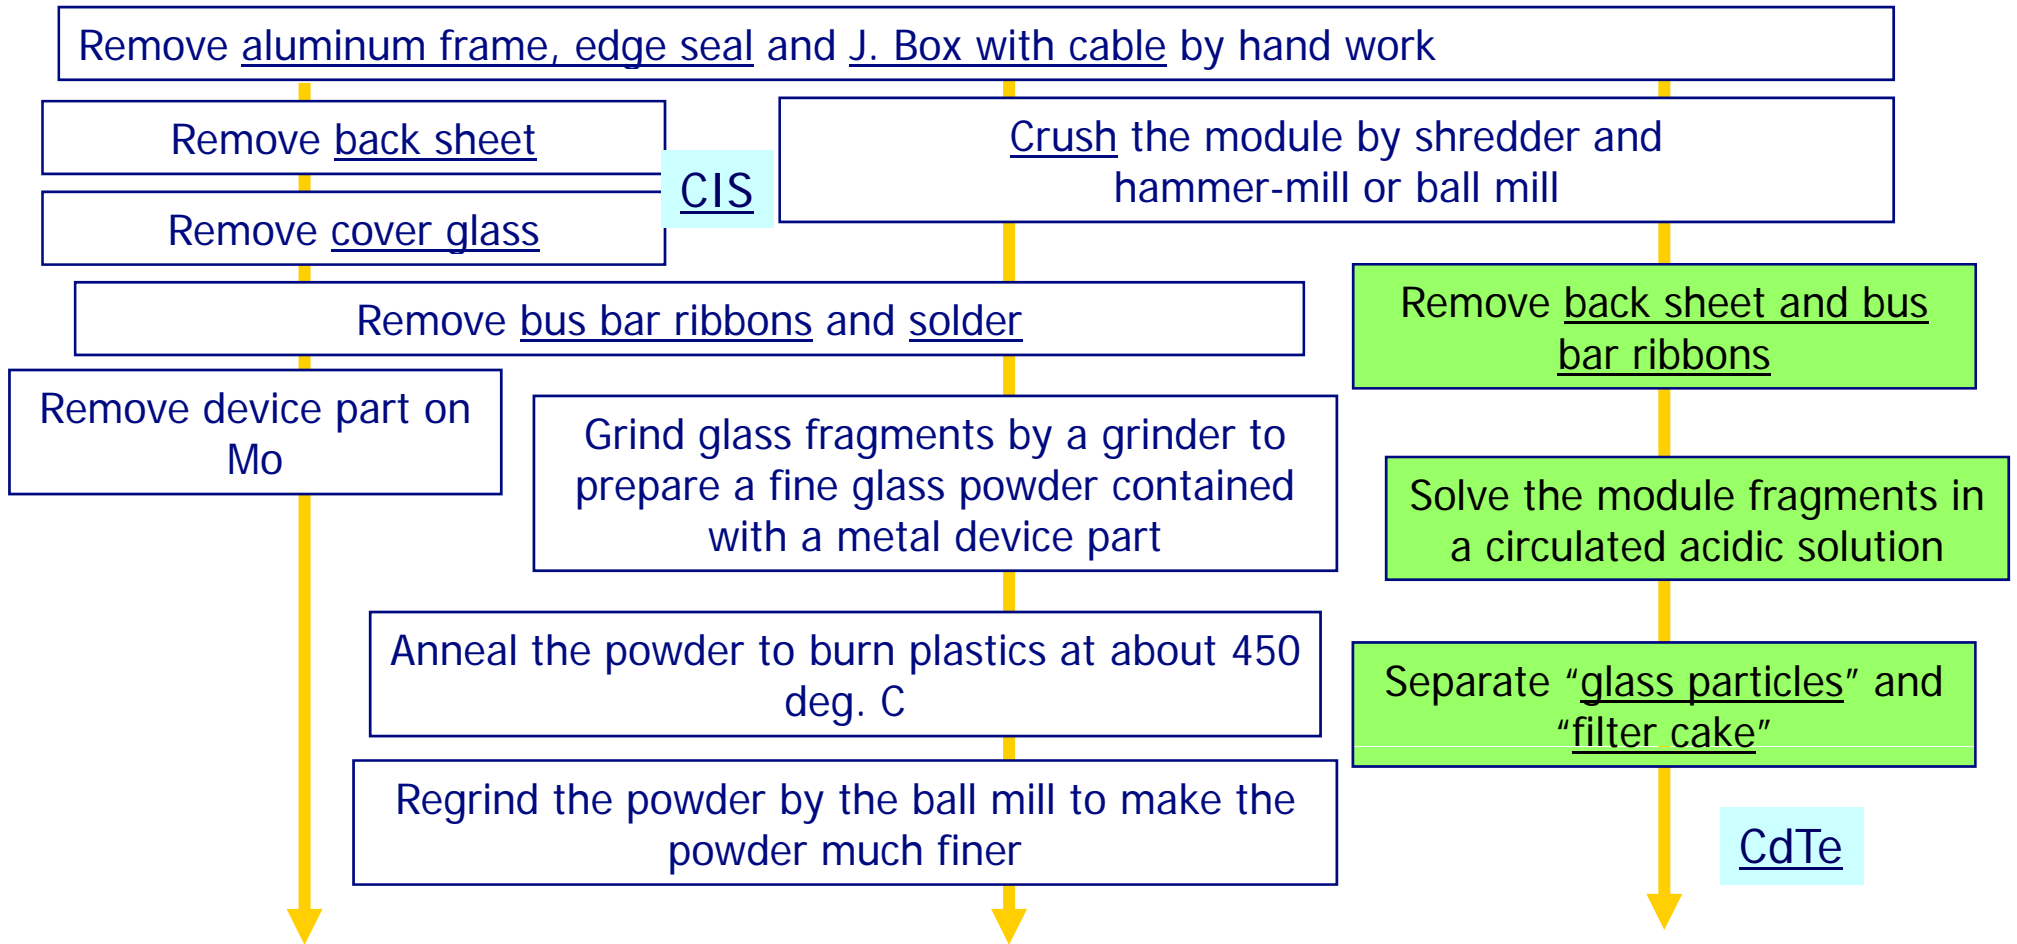 Remove aluminum frame, edge seal and J. Box with cable by hand work
Remove back sheet
Remove cover glass
CIS
Crush the module by shredder and
hammer-mill or ball mill
Remove bus bar ribbons and solder
Remove back sheet and bus
bar ribbons
Remove device part on
Mo
Grind glass fragments by a grinder to
prepare a fine glass powder contained
with a metal device part
Solve the module fragments in
a circulated acidic solution
Anneal the powder to burn plastics at about 450
deg. C
Separate “glass particles” and
“filter cake”
Regrind the powder by the ball mill to make the
powder much finer
CdTe